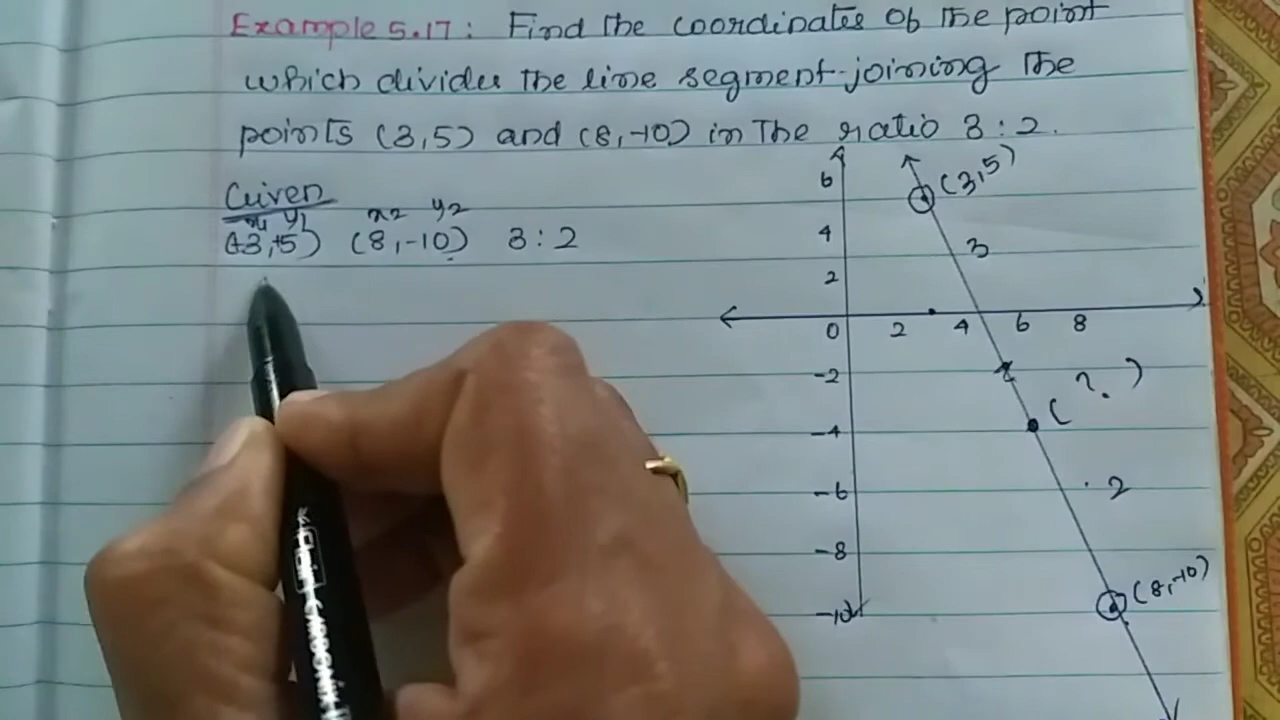 Example 5.17: Find the coordinates of the point
which divides the line segment joining the
points (3,5) and (8,-10) in the ratio 3:2.
Given
x1 y1 x2 y2
(+3,+5) (8,-10) 3:2
6
(3,5)
4
3
2
0 2 4 6 8
-2
( ? )
-4
-6
2
-8
(8,-10)
-10